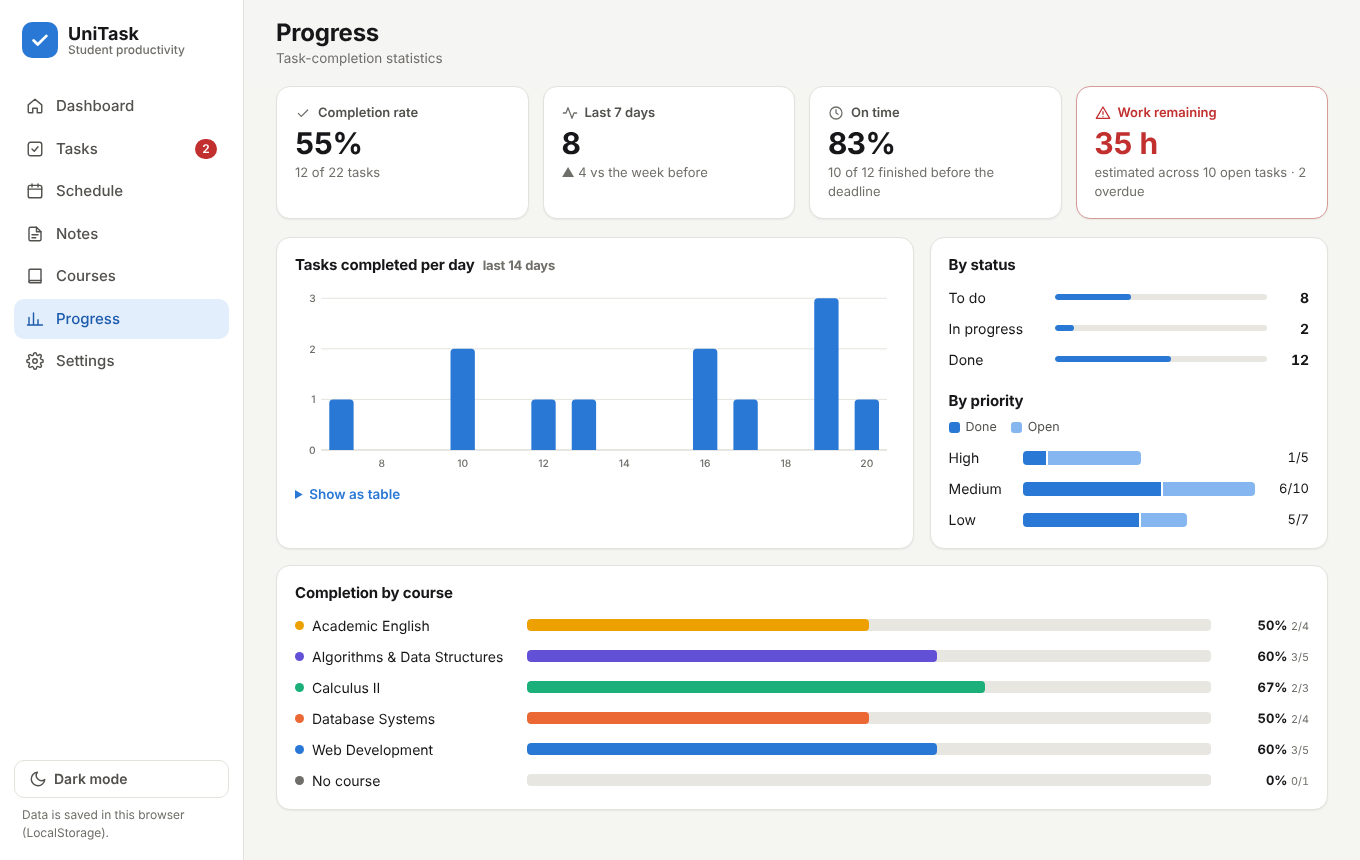 UniTask
Student productivity
Dashboard
Tasks 2
Schedule
Notes
Courses
Progress
Settings
Dark mode
Data is saved in this browser
(LocalStorage).
Progress
Task-completion statistics
Completion rate
55%
12 of 22 tasks
Last 7 days
8
▲ 4 vs the week before
On time
83%
10 of 12 finished before the
deadline
Work remaining
35 h
estimated across 10 open tasks · 2
overdue
Tasks completed per day last 14 days
3
2
1
0
8 10 12 14 16 18 20
Show as table
By status
To do 8
In progress 2
Done 12
By priority
Done Open
High 1/5
Medium 6/10
Low 5/7
Completion by course
Academic English 50% 2/4
Algorithms & Data Structures 60% 3/5
Calculus II 67% 2/3
Database Systems 50% 2/4
Web Development 60% 3/5
No course 0% 0/1